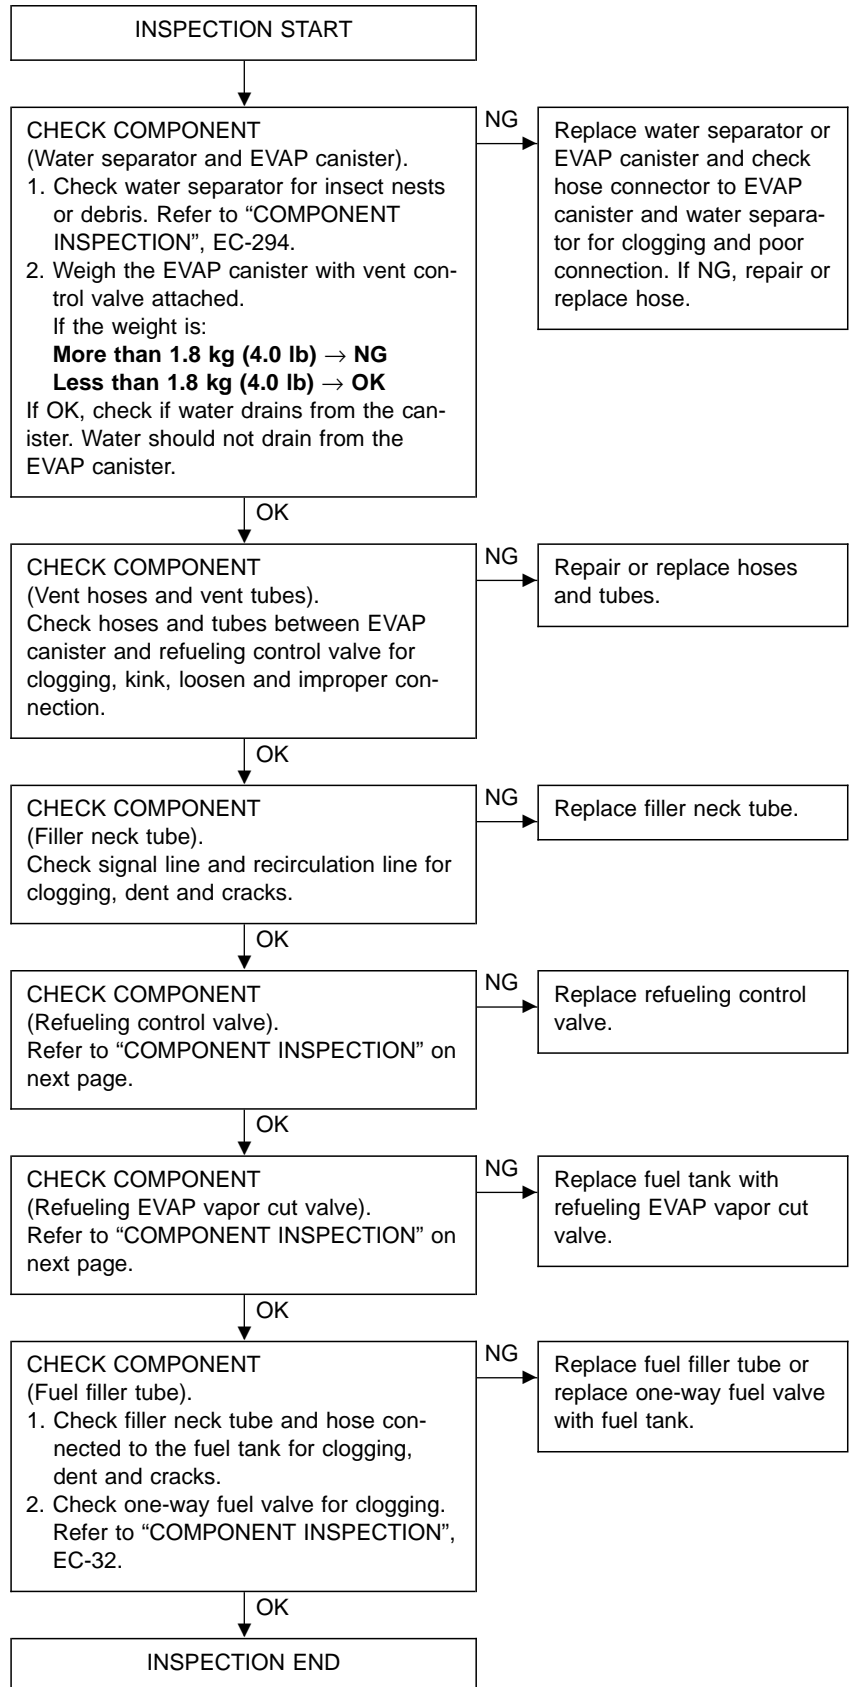 INSPECTION START
CHECK COMPONENT
(Water separator and EVAP canister).
1. Check water separator for insect nests
or debris. Refer to “COMPONENT
INSPECTION”, EC-294.
2. Weigh the EVAP canister with vent con-
trol valve attached.
If the weight is:
More than 1.8 kg (4.0 lb) → NG
Less than 1.8 kg (4.0 lb) → OK
If OK, check if water drains from the can-
ister. Water should not drain from the
EVAP canister.
NG
Replace water separator or
EVAP canister and check
hose connector to EVAP
canister and water separa-
tor for clogging and poor
connection. If NG, repair or
replace hose.
OK
CHECK COMPONENT
(Vent hoses and vent tubes).
Check hoses and tubes between EVAP
canister and refueling control valve for
clogging, kink, loosen and improper con-
nection.
NG
Repair or replace hoses
and tubes.
OK
CHECK COMPONENT
(Filler neck tube).
Check signal line and recirculation line for
clogging, dent and cracks.
NG
Replace filler neck tube.
OK
CHECK COMPONENT
(Refueling control valve).
Refer to “COMPONENT INSPECTION” on
next page.
NG
Replace refueling control
valve.
OK
CHECK COMPONENT
(Refueling EVAP vapor cut valve).
Refer to “COMPONENT INSPECTION” on
next page.
NG
Replace fuel tank with
refueling EVAP vapor cut
valve.
OK
CHECK COMPONENT
(Fuel filler tube).
1. Check filler neck tube and hose con-
nected to the fuel tank for clogging,
dent and cracks.
2. Check one-way fuel valve for clogging.
Refer to “COMPONENT INSPECTION”,
EC-32.
NG
Replace fuel filler tube or
replace one-way fuel valve
with fuel tank.
OK
INSPECTION END